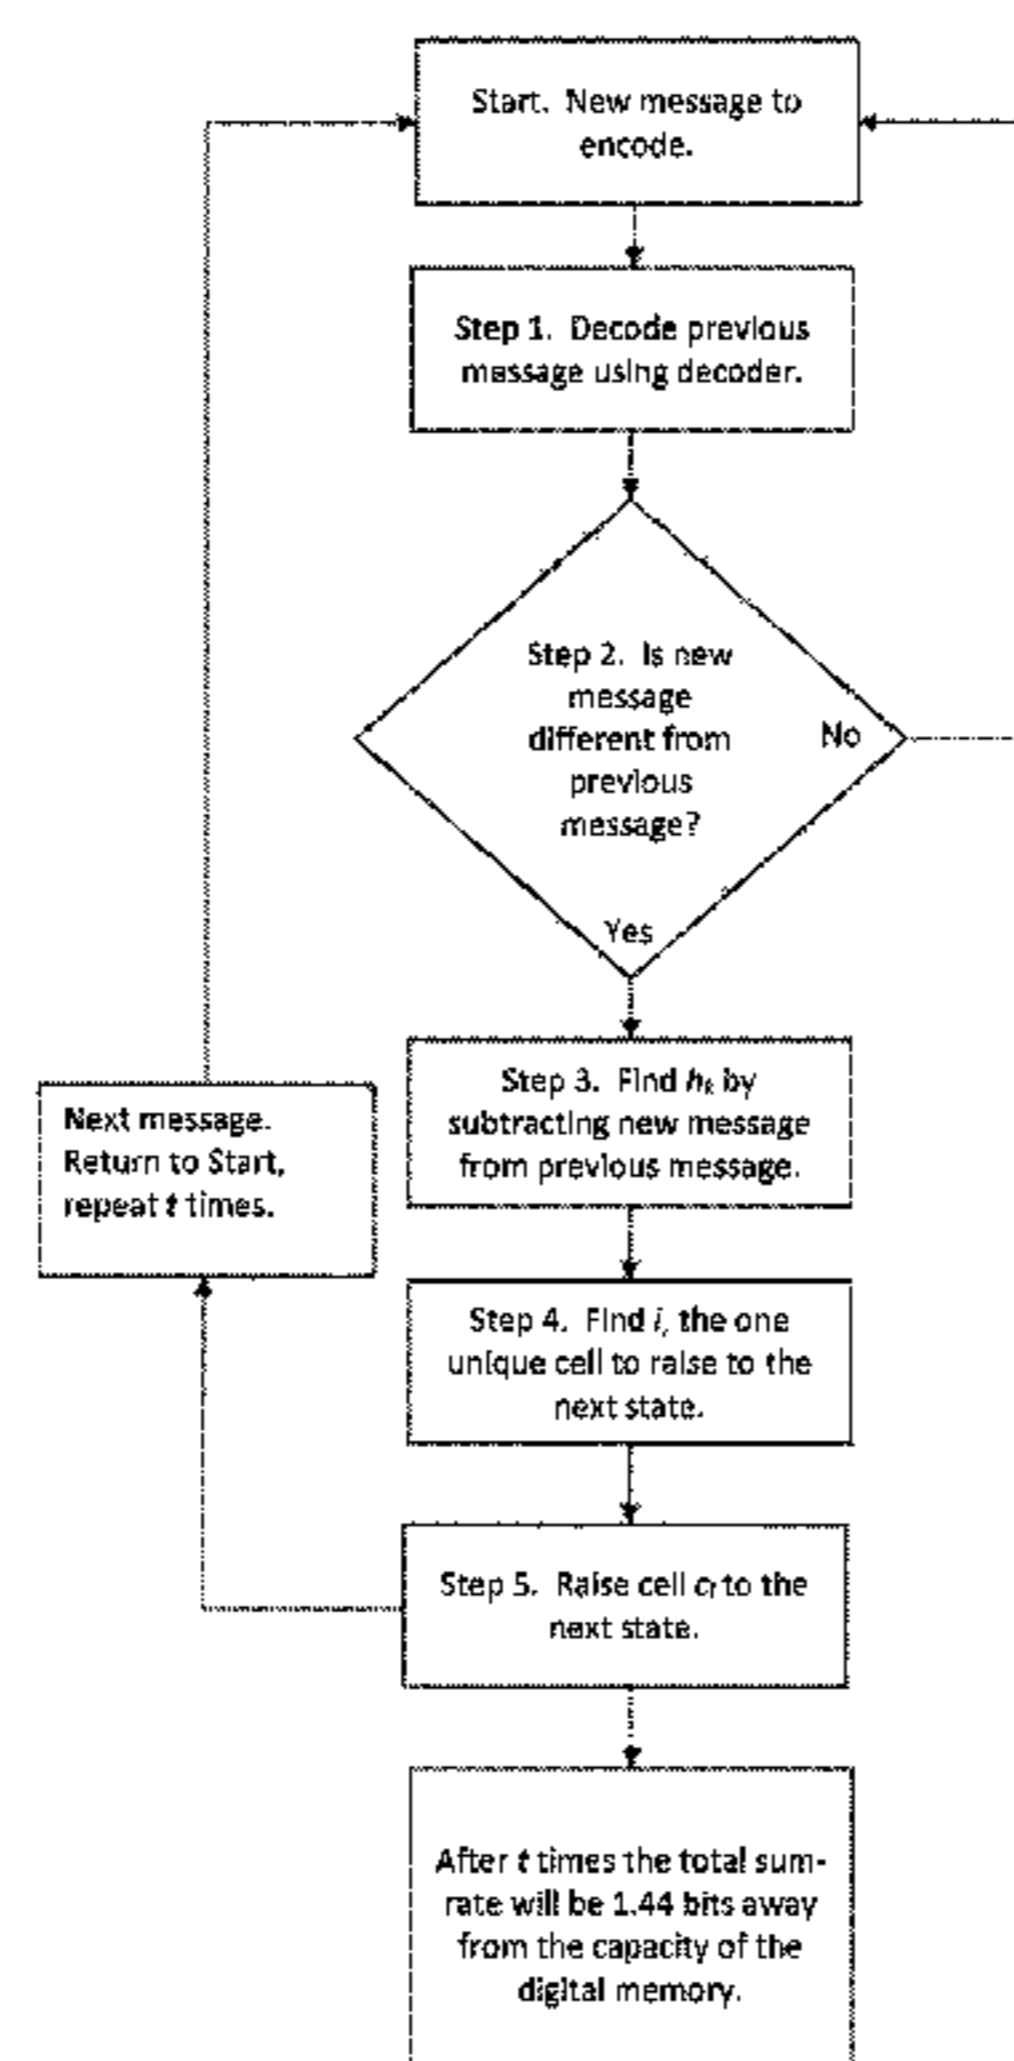 Start. New message to
encode.
Step 1. Decode previous
message using decoder.
Step 2. Is new
message
different from
previous
message?
No
Yes
Step 3. Find hₖ by
subtracting new message
from previous message.
Next message.
Return to Start,
repeat t times.
Step 4. Find i, the one
unique cell to raise to the
next state.
Step 5. Raise cell cᵢ to the
next state.
After t times the total sum-
rate will be 1.44 bits away
from the capacity of the
digital memory.